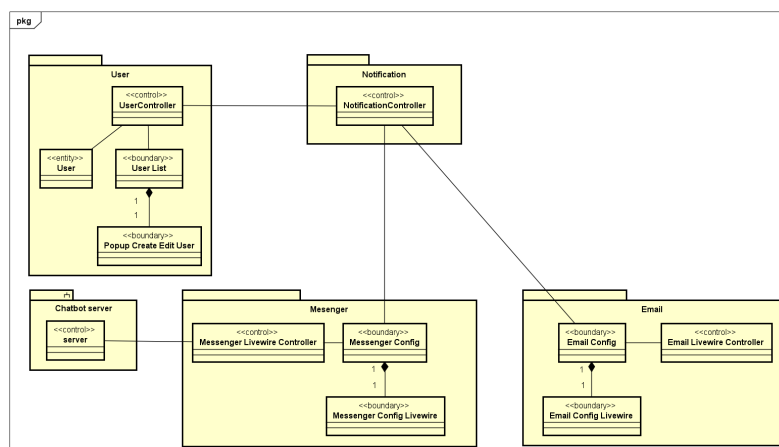 pkg
User
<<control>>
UserController
<<entity>>
User
<<boundary>>
User List
1
1
<<boundary>>
Popup Create Edit User
Notification
<<control>>
NotificationController
Chatbot server
<<control>>
server
Mesenger
<<control>>
Messenger Livewire Controller
<<boundary>>
Messenger Config
1
1
<<boundary>>
Messenger Config Livewire
Email
<<boundary>>
Email Config
<<control>>
Email Livewire Controller
1
1
<<boundary>>
Email Config Livewire